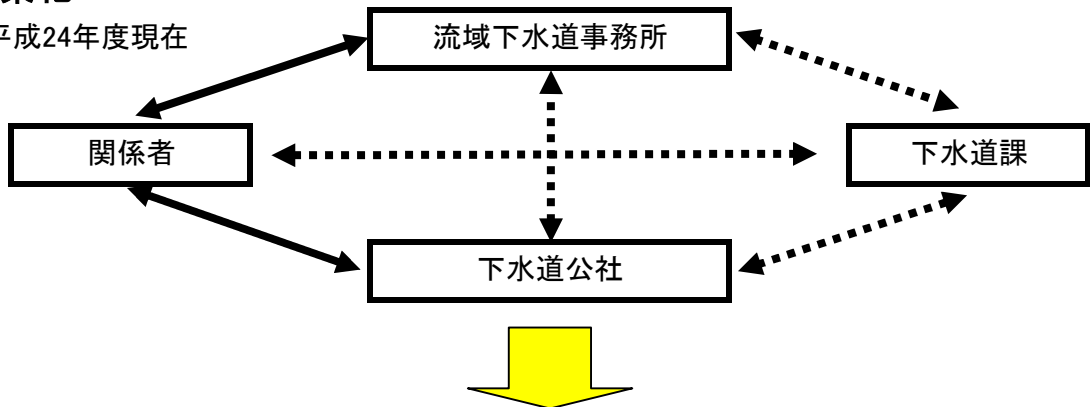 平成24年度現在
流域下水道事務所
関係者
下水道課
下水道公社